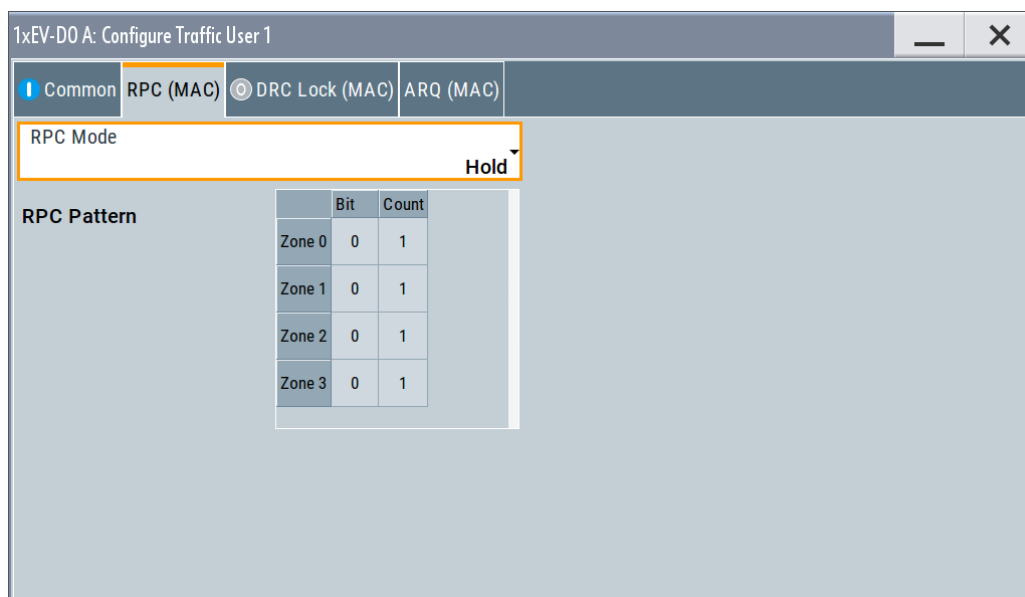 1xEV-DO A: Configure Traffic User 1
Common RPC (MAC) DRC Lock (MAC) ARQ (MAC)
RPC Mode
Hold
RPC Pattern
Bit Count
Zone 0 0 1
Zone 1 0 1
Zone 2 0 1
Zone 3 0 1